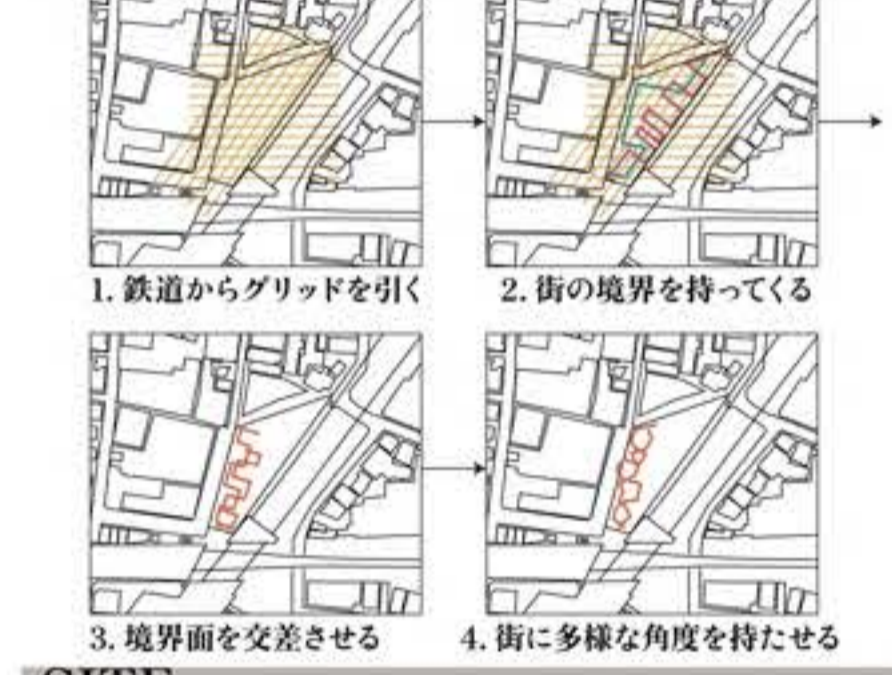 1. 鉄道からグリッドを引く
2. 街の境界を持ってくる
3. 境界面を交差させる
4. 街に多様な角度を持たせる
SITE